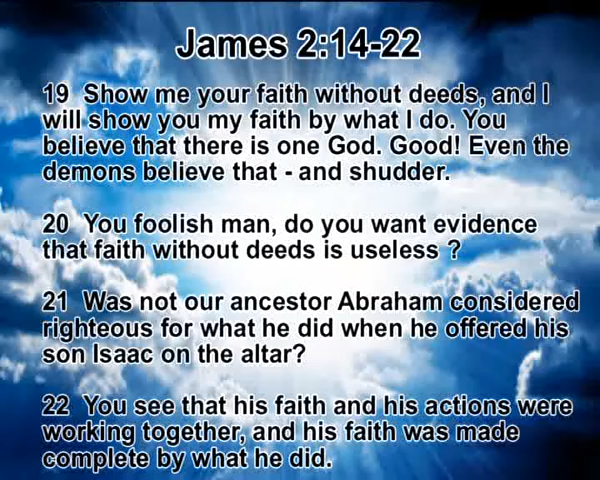 James 2:14-22
19 Show me your faith without deeds, and I
will show you my faith by what I do. You
believe that there is one God. Good! Even the
demons believe that - and shudder.
20 You foolish man, do you want evidence
that faith without deeds is useless ?
21 Was not our ancestor Abraham considered
righteous for what he did when he offered his
son Isaac on the altar?
22 You see that his faith and his actions were
working together, and his faith was made
complete by what he did.